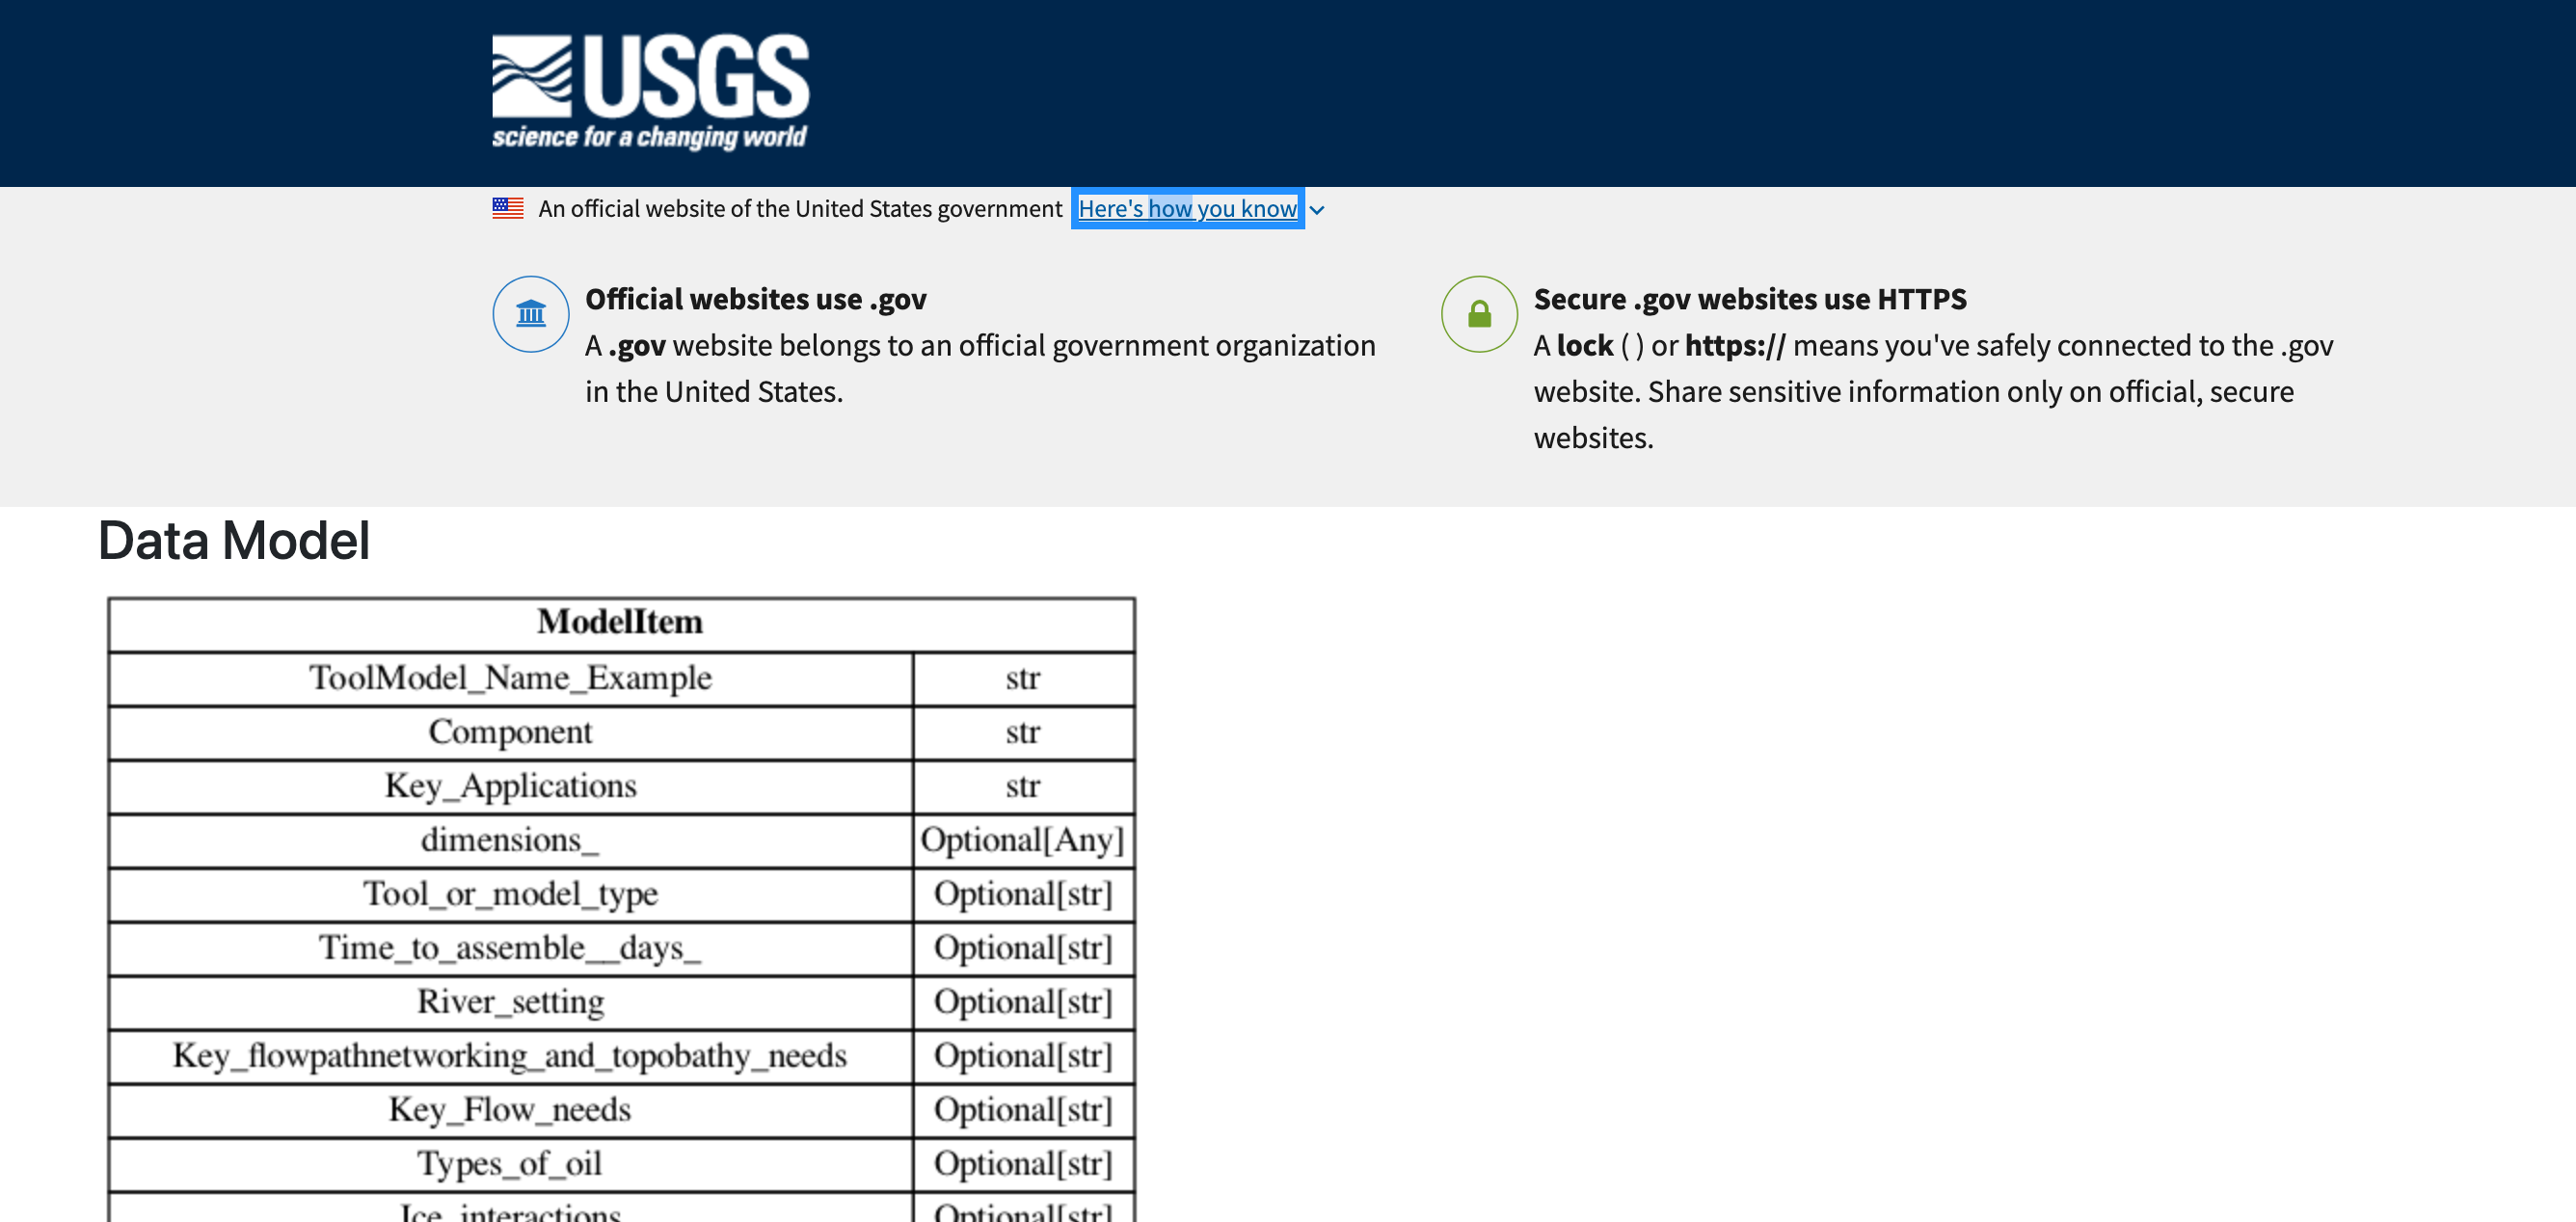 USGS
science for a changing world
An official website of the United States government Here's how you know
Official websites use .gov
A .gov website belongs to an official government organization
in the United States.
Secure .gov websites use HTTPS
A lock ( ) or https:// means you've safely connected to the .gov
website. Share sensitive information only on official, secure
websites.
Data Model
ModelItem
ToolModel_Name_Example str
Component str
Key_Applications str
dimensions_ Optional[Any]
Tool_or_model_type Optional[str]
Time_to_assemble__days_ Optional[str]
River_setting Optional[str]
Key_flowpathnetworking_and_topobathy_needs Optional[str]
Key_Flow_needs Optional[str]
Types_of_oil Optional[str]
Ice_interactions Optional[str]